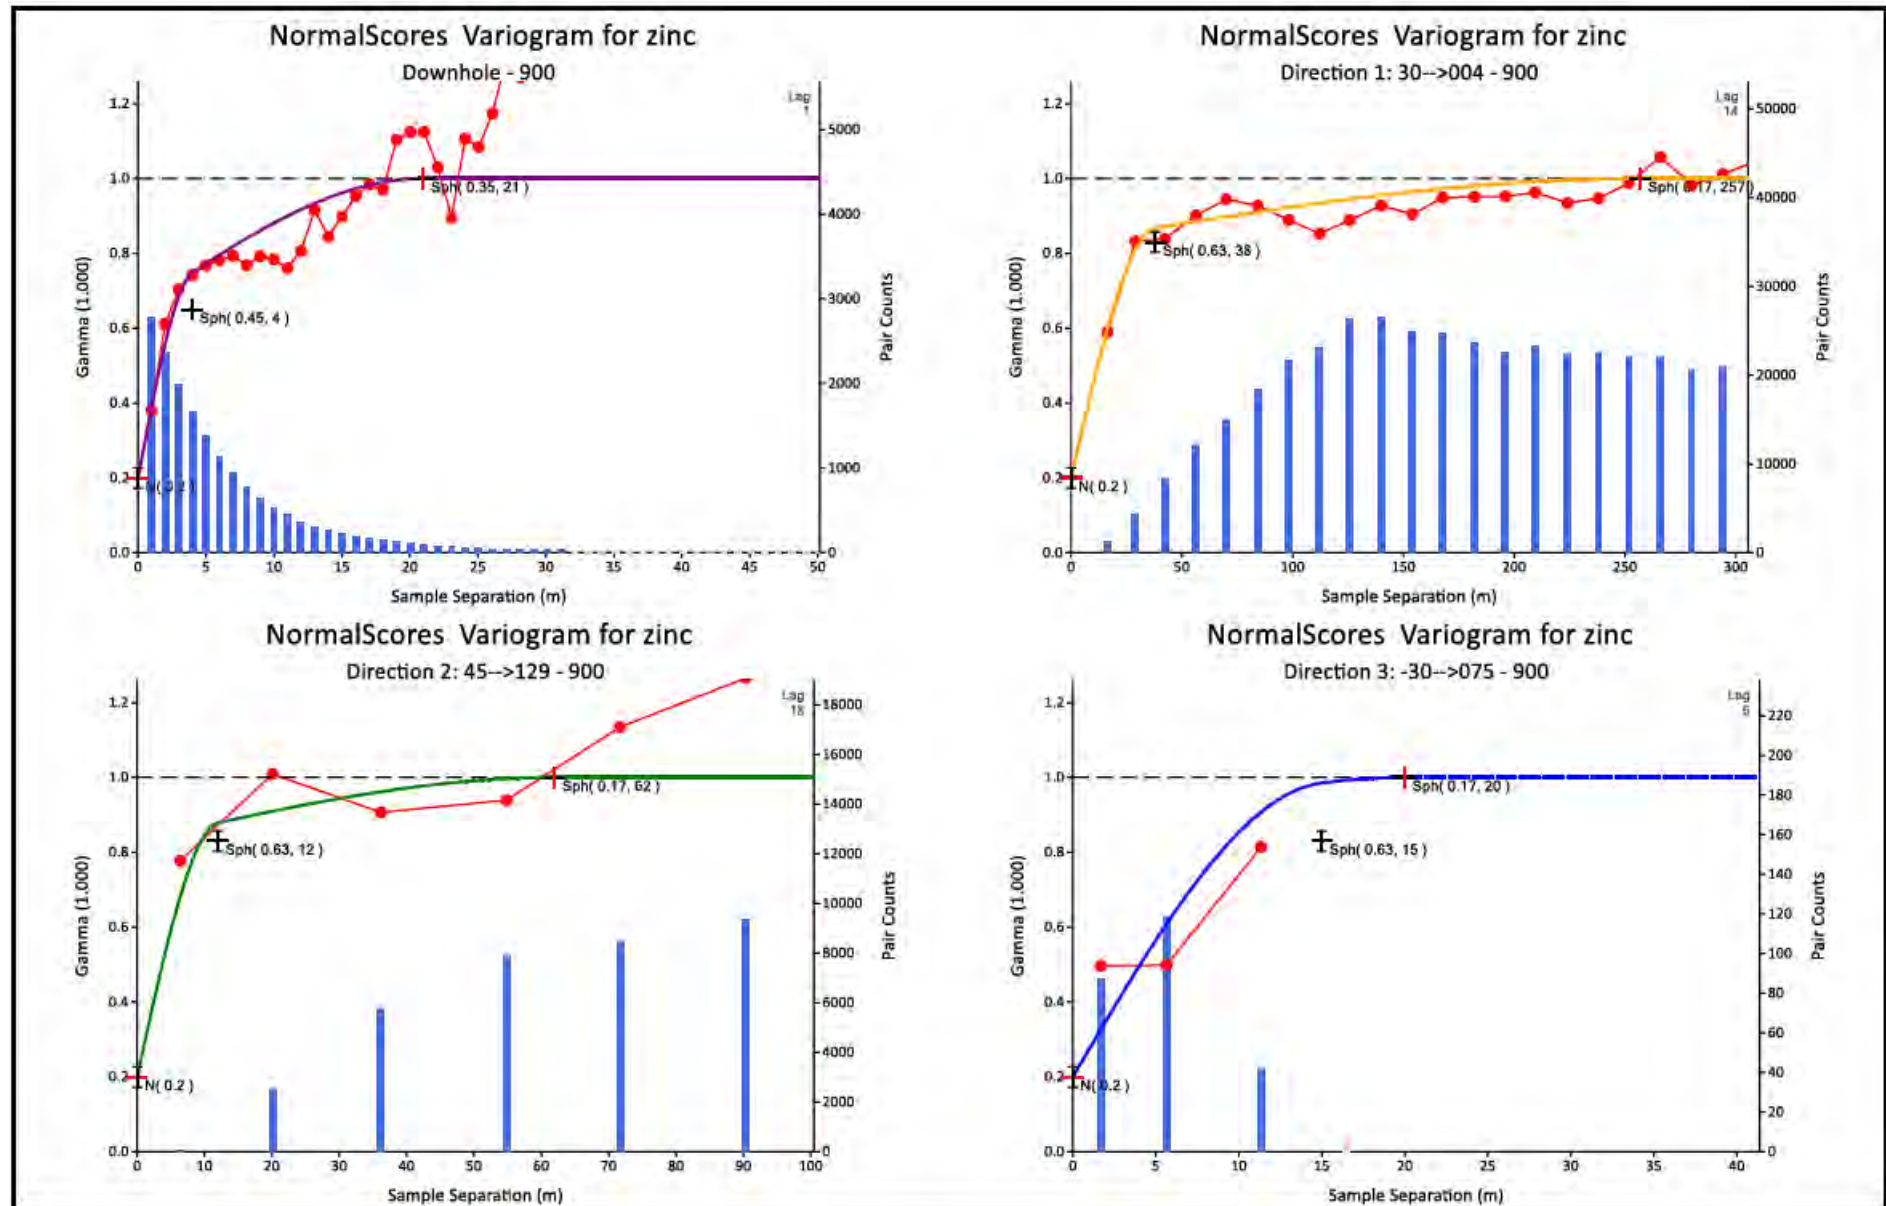 NormalScores Variogram for zinc
Downhole - 900
Lag
1
1.2
1.0
0.8
0.6
0.4
0.2
0.0
Gamma (1.000)
5000
4000
3000
2000
1000
0
Pair Counts
Sph( 0.35, 21 )
Sph( 0.45, 4 )
N( 0.2 )
0 5 10 15 20 25 30 35 40 45 50
Sample Separation (m)
NormalScores Variogram for zinc
Direction 1: 30-->004 - 900
Lag
14
1.2
1.0
0.8
0.6
0.4
0.2
0.0
Gamma (1.000)
50000
40000
30000
20000
10000
0
Pair Counts
Sph( 0.17, 257 )
Sph( 0.63, 38 )
N( 0.2 )
0 50 100 150 200 250 300
Sample Separation (m)
NormalScores Variogram for zinc
Direction 2: 45-->129 - 900
Lag
18
1.2
1.0
0.8
0.6
0.4
0.2
0.0
Gamma (1.000)
18000
16000
14000
12000
10000
8000
6000
4000
2000
0
Pair Counts
Sph( 0.17, 62 )
Sph( 0.63, 12 )
N( 0.2 )
0 10 20 30 40 50 60 70 80 90 100
Sample Separation (m)
NormalScores Variogram for zinc
Direction 3: -30-->075 - 900
Lag
1.2
1.0
0.8
0.6
0.4
0.2
0.0
Gamma (1.000)
220
200
180
160
140
120
100
80
60
40
20
0
Pair Counts
Sph( 0.17, 20 )
Sph( 0.63, 15 )
N( 0.2 )
0 5 10 15 20 25 30 35 40
Sample Separation (m)